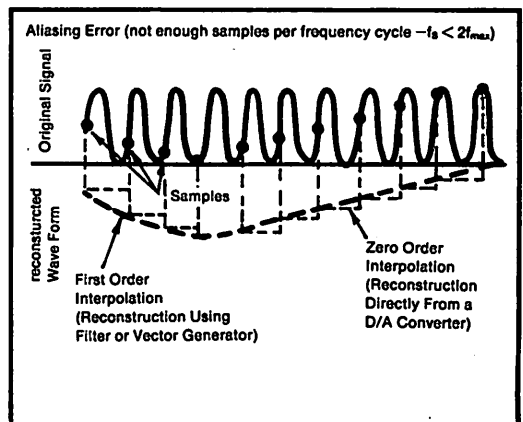 Aliasing Error (not enough samples per frequency cycle –fs < 2fmax)
Original Signal
Samples
reconsturcted
Wave Form
First Order
Interpolation
(Reconstruction Using
Filter or Vector Generator)
Zero Order
Interpolation
(Reconstruction
Directly From a
D/A Converter)